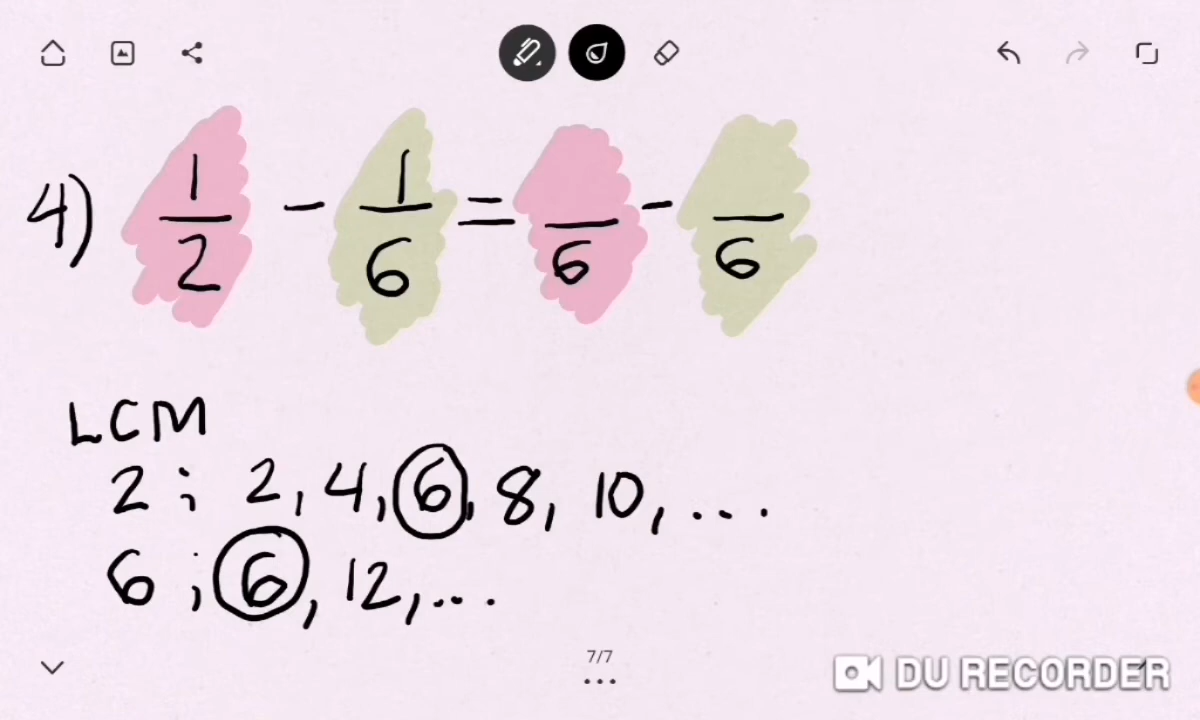 4) 1/2 - 1/6 = /6 - /6
LCM
2 ; 2, 4, 6, 8, 10, ...
6 ; 6, 12, ...
7/7
DU RECORDER